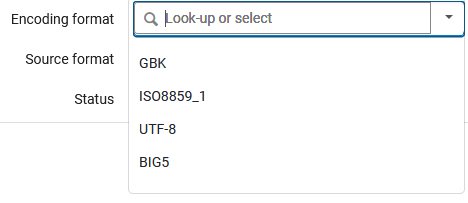 Encoding format
Look-up or select
Source format
GBK
Status
ISO8859_1
UTF-8
BIG5